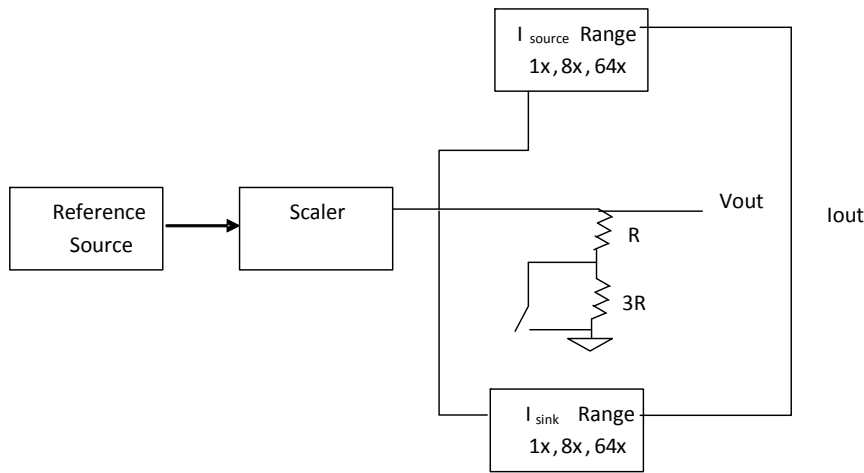 I source Range
1x, 8x, 64x
Reference
Source
Scaler
Vout
Iout
R
3R
I sink Range
1x, 8x, 64x